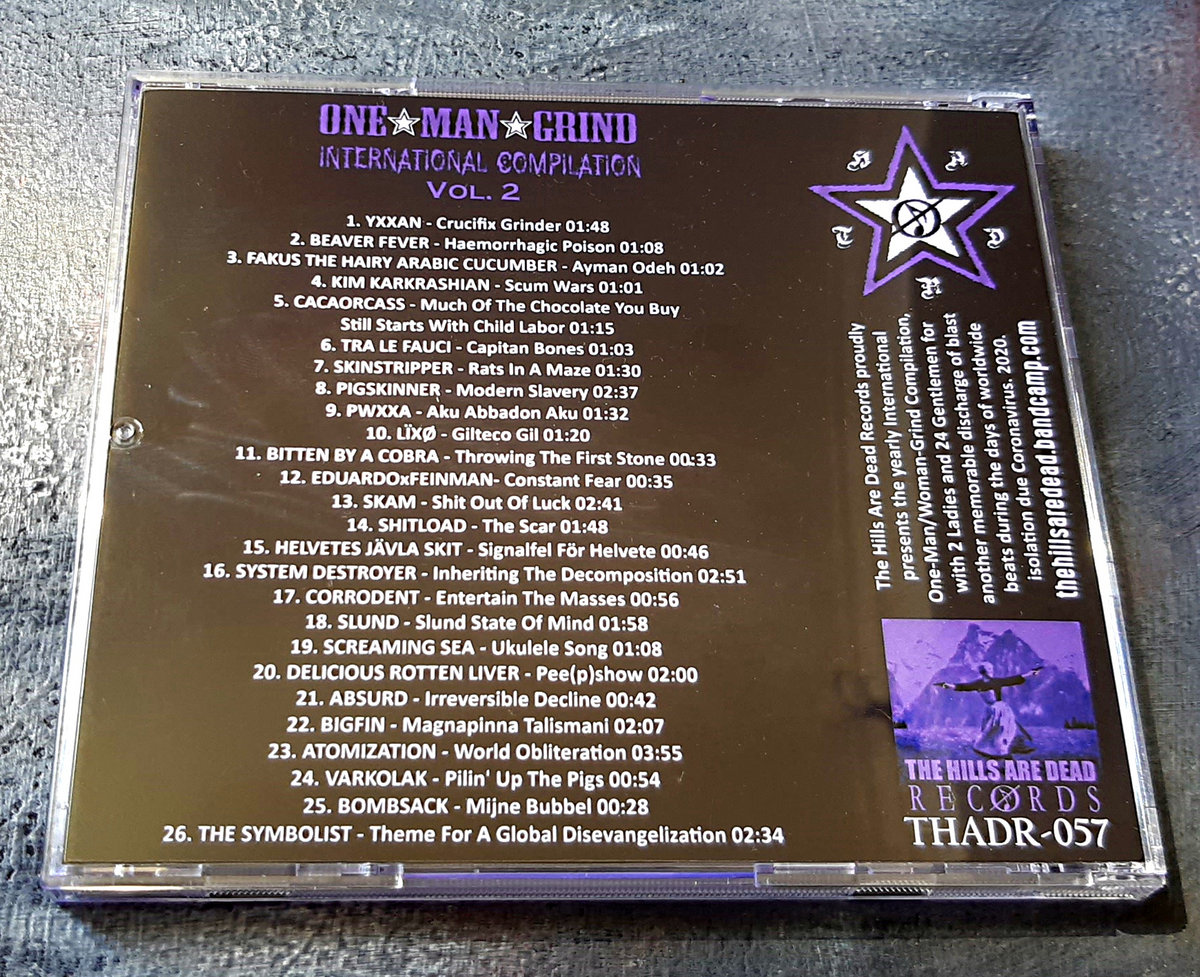 ONE★MAN★GRIND
INTERNATIONAL COMPILATION
VOL. 2
1. YXXAN - Crucifix Grinder 01:48
2. BEAVER FEVER - Haemorrhagic Poison 01:08
3. FAKUS THE HAIRY ARABIC CUCUMBER - Ayman Odeh 01:02
4. KIM KARKRASHIAN - Scum Wars 01:01
5. CACAORCASS - Much Of The Chocolate You Buy
Still Starts With Child Labor 01:15
6. TRA LE FAUCI - Capitan Bones 01:03
7. SKINSTRIPPER - Rats In A Maze 01:30
8. PIGSKINNER - Modern Slavery 02:37
9. PWXXA - Aku Abbadon Aku 01:32
10. LÏXØ - Gilteco Gil 01:20
11. BITTEN BY A COBRA - Throwing The First Stone 00:33
12. EDUARDOxFEINMAN- Constant Fear 00:35
13. SKAM - Shit Out Of Luck 02:41
14. SHITLOAD - The Scar 01:48
15. HELVETES JÄVLA SKIT - Signalfel För Helvete 00:46
16. SYSTEM DESTROYER - Inheriting The Decomposition 02:51
17. CORRODENT - Entertain The Masses 00:56
18. SLUND - Slund State Of Mind 01:58
19. SCREAMING SEA - Ukulele Song 01:08
20. DELICIOUS ROTTEN LIVER - Pee(p)show 02:00
21. ABSURD - Irreversible Decline 00:42
22. BIGFIN - Magnapinna Talismani 02:07
23. ATOMIZATION - World Obliteration 03:55
24. VARKOLAK - Pilin' Up The Pigs 00:54
25. BOMBSACK - Mijne Bubbel 00:28
26. THE SYMBOLIST - Theme For A Global Disevangelization 02:34
T H A D R
The Hills Are Dead Records proudly
presents the yearly International
One-Man/Woman-Grind Compilation,
with 2 Ladies and 24 Gentlemen for
another memorable discharge of blast
beats during the days of worldwide
isolation due Coronavirus. 2020.
thehillsaredead.bandcamp.com
THE HILLS ARE DEAD
RECØRDS
THADR-057